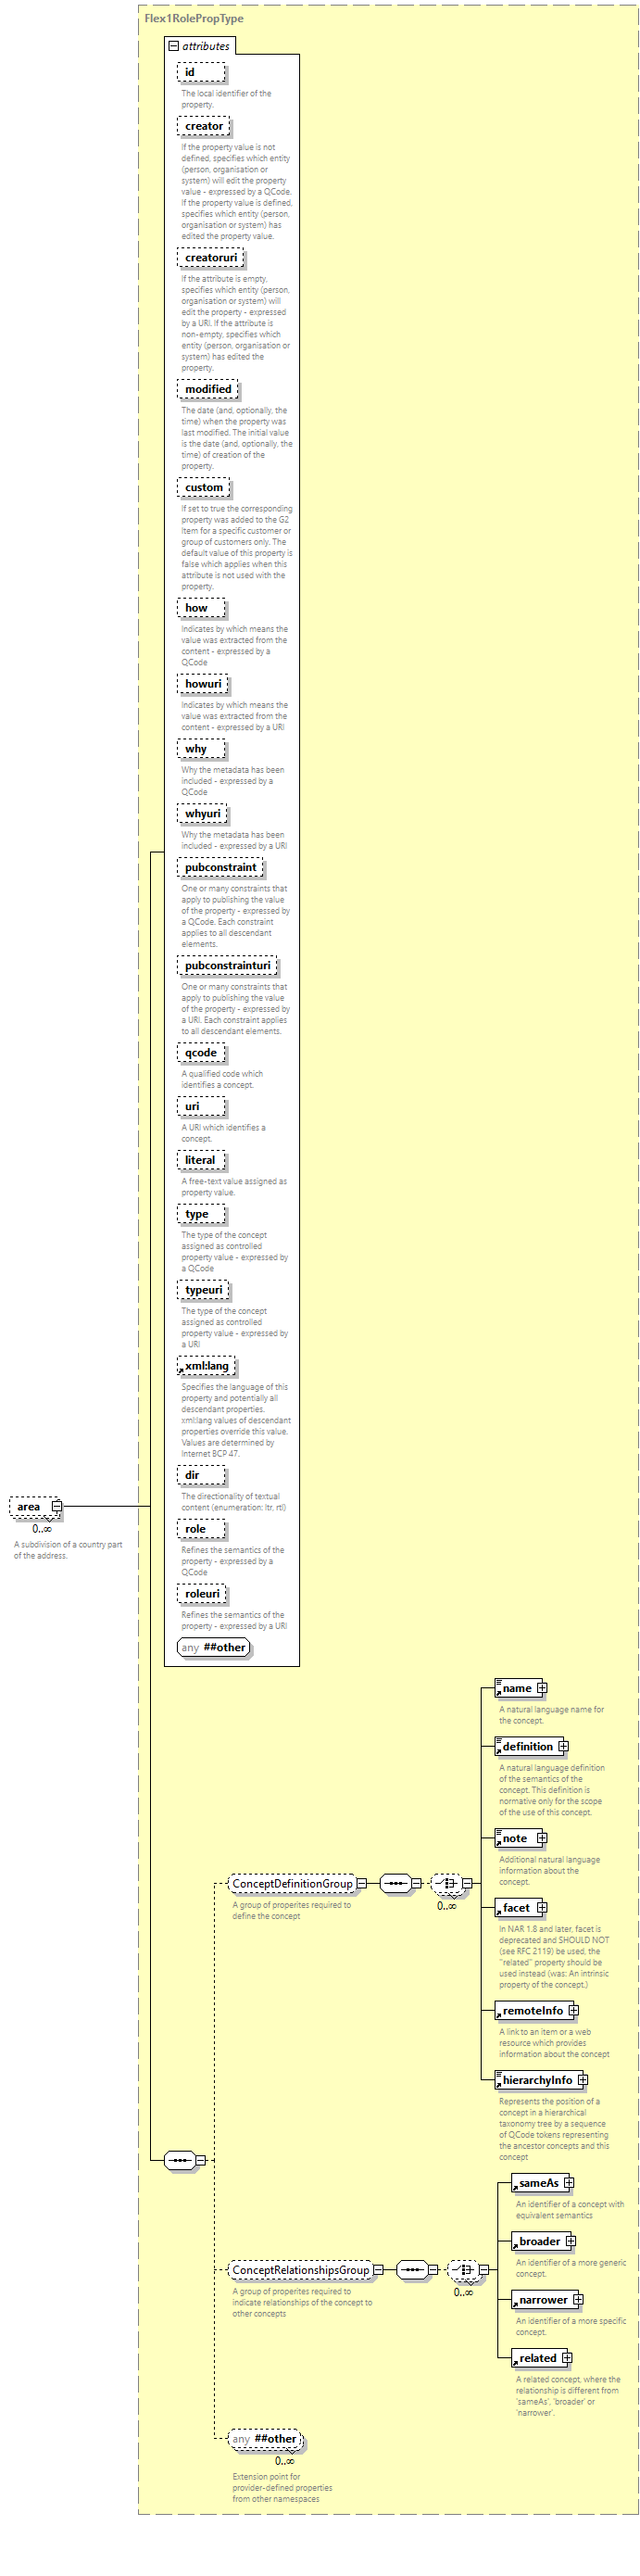 Flex1RolePropType
attributes
id
The local identifier of the
property.
creator
If the property value is not
defined, specifies which entity
(person, organisation or
system) will edit the property
value - expressed by a QCode.
If the property value is defined,
specifies which entity (person,
organisation or system) has
edited the property value.
creatoruri
If the attribute is empty,
specifies which entity (person,
organisation or system) will
edit the property - expressed
by a URI. If the attribute is
non-empty, specifies which
entity (person, organisation or
system) has edited the
property.
modified
The date (and, optionally, the
time) when the property was
last modified. The initial value
is the date (and, optionally, the
time) of creation of the
property.
custom
If set to true the corresponding
property was added to the G2
Item for a specific customer or
group of customers only. The
default value of this property is
false which applies when this
attribute is not used with the
property.
how
Indicates by which means the
value was extracted from the
content - expressed by a
QCode
howuri
Indicates by which means the
value was extracted from the
content - expressed by a URI
why
Why the metadata has been
included - expressed by a
QCode
whyuri
Why the metadata has been
included - expressed by a URI
pubconstraint
One or many constraints that
apply to publishing the value
of the property - expressed by
a QCode. Each constraint
applies to all descendant
elements.
pubconstrainturi
One or many constraints that
apply to publishing the value
of the property - expressed by
a URI. Each constraint applies
to all descendant elements.
qcode
A qualified code which
identifies a concept.
uri
A URI which identifies a
concept.
literal
A free-text value assigned as
property value.
type
The type of the concept
assigned as controlled
property value - expressed by
a QCode
typeuri
The type of the concept
assigned as controlled
property value - expressed by
a URI
xml:lang
Specifies the language of this
property and potentially all
descendant properties.
xml:lang values of descendant
properties override this value.
Values are determined by
Internet BCP 47.
dir
The directionality of textual
content (enumeration: ltr, rtl)
role
Refines the semantics of the
property - expressed by a
QCode
roleuri
Refines the semantics of the
property - expressed by a URI
any ##other
area
0..∞
A subdivision of a country part
of the address.
name
A natural language name for
the concept.
definition
A natural language definition
of the semantics of the
concept. This definition is
normative only for the scope
of the use of this concept.
note
Additional natural language
information about the
concept.
ConceptDefinitionGroup
0..∞
A group of properites required to
define the concept
facet
In NAR 1.8 and later, facet is
deprecated and SHOULD NOT
(see RFC 2119) be used, the
"related" property should be
used instead (was: An intrinsic
property of the concept.)
remoteInfo
A link to an item or a web
resource which provides
information about the concept
hierarchyInfo
Represents the position of a
concept in a hierarchical
taxonomy tree by a sequence
of QCode tokens representing
the ancestor concepts and this
concept
sameAs
An identifier of a concept with
equivalent semantics
broader
An identifier of a more generic
concept.
ConceptRelationshipsGroup
0..∞
A group of properites required to
indicate relationships of the concept to
other concepts
narrower
An identifier of a more specific
concept.
related
A related concept, where the
relationship is different from
'sameAs', 'broader' or
'narrower'.
any ##other
0..∞
Extension point for
provider-defined properties
from other namespaces